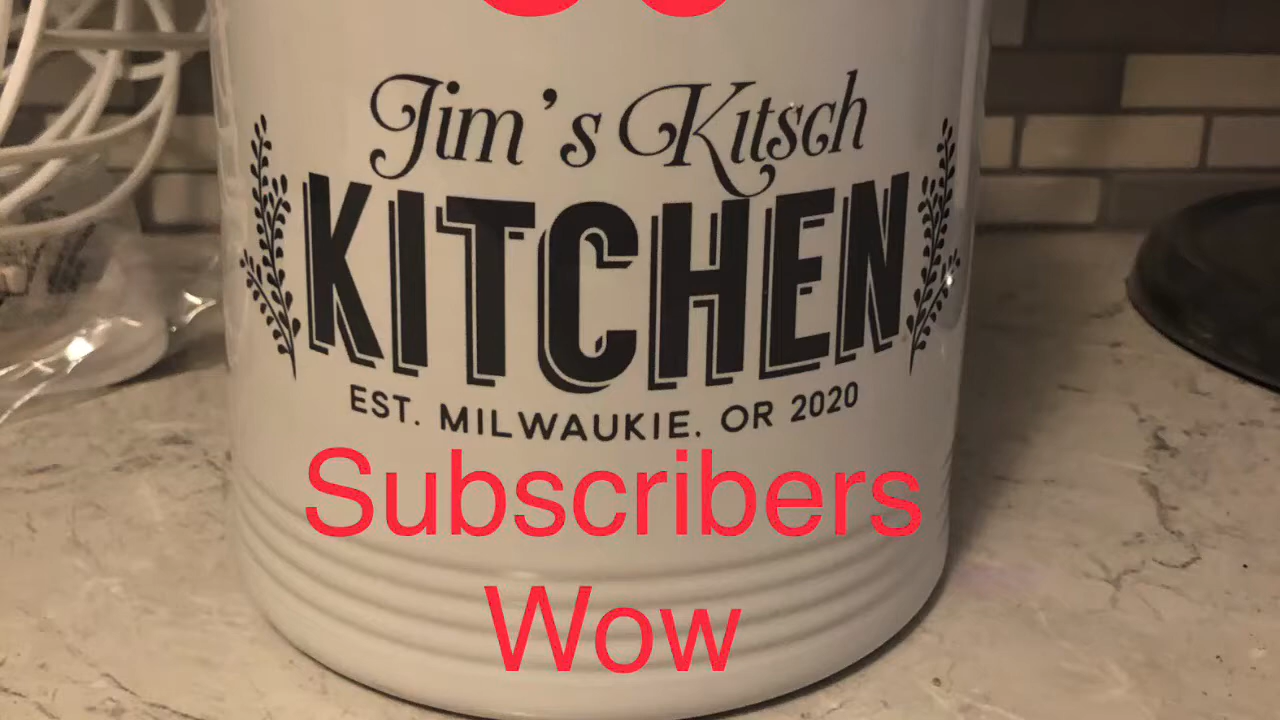 Jim's Kitsch
KITCHEN
EST. MILWAUKIE. OR 2020
Subscribers
Wow